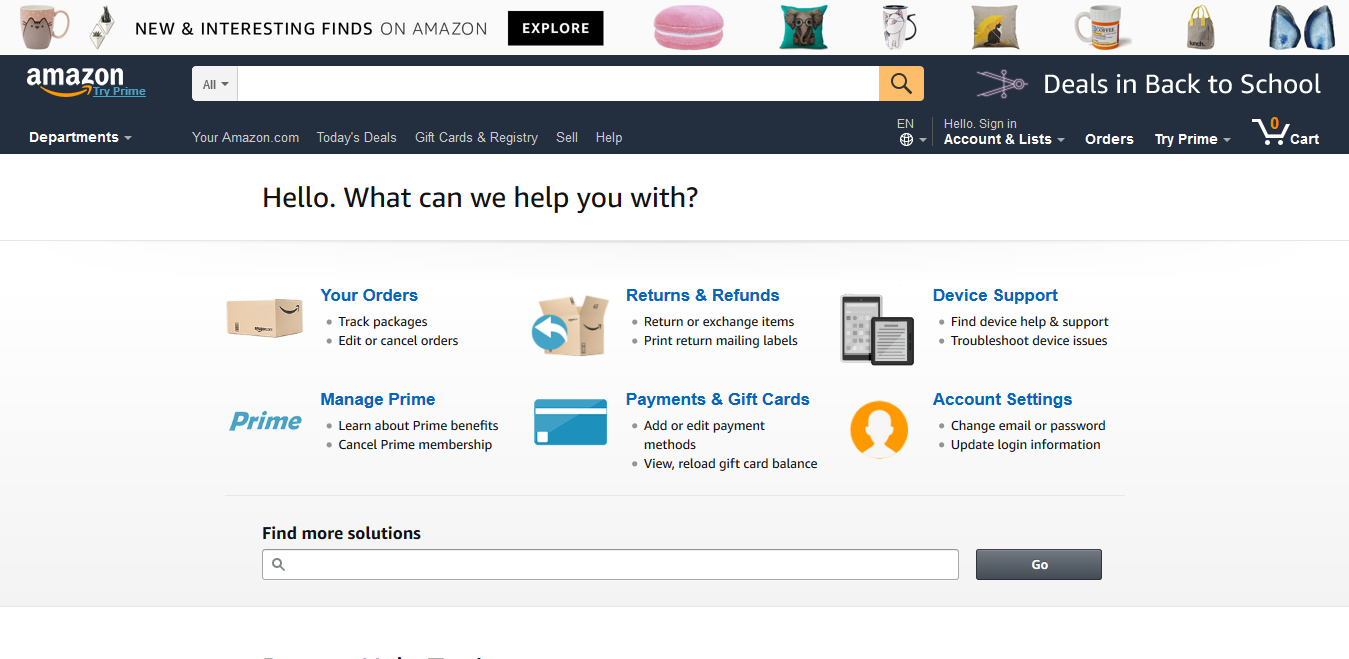 NEW & INTERESTING FINDS ON AMAZON EXPLORE
COFFEE
lunch.
amazon
Try Prime
All
Deals in Back to School
Departments
Your Amazon.com Today's Deals Gift Cards & Registry Sell Help
EN
Hello. Sign in
Account & Lists
Orders
Try Prime
0
Cart
Hello. What can we help you with?
Your Orders
Track packages
Edit or cancel orders
Returns & Refunds
Return or exchange items
Print return mailing labels
Device Support
Find device help & support
Troubleshoot device issues
Prime
Manage Prime
Learn about Prime benefits
Cancel Prime membership
Payments & Gift Cards
Add or edit payment
methods
View, reload gift card balance
Account Settings
Change email or password
Update login information
Find more solutions
Go